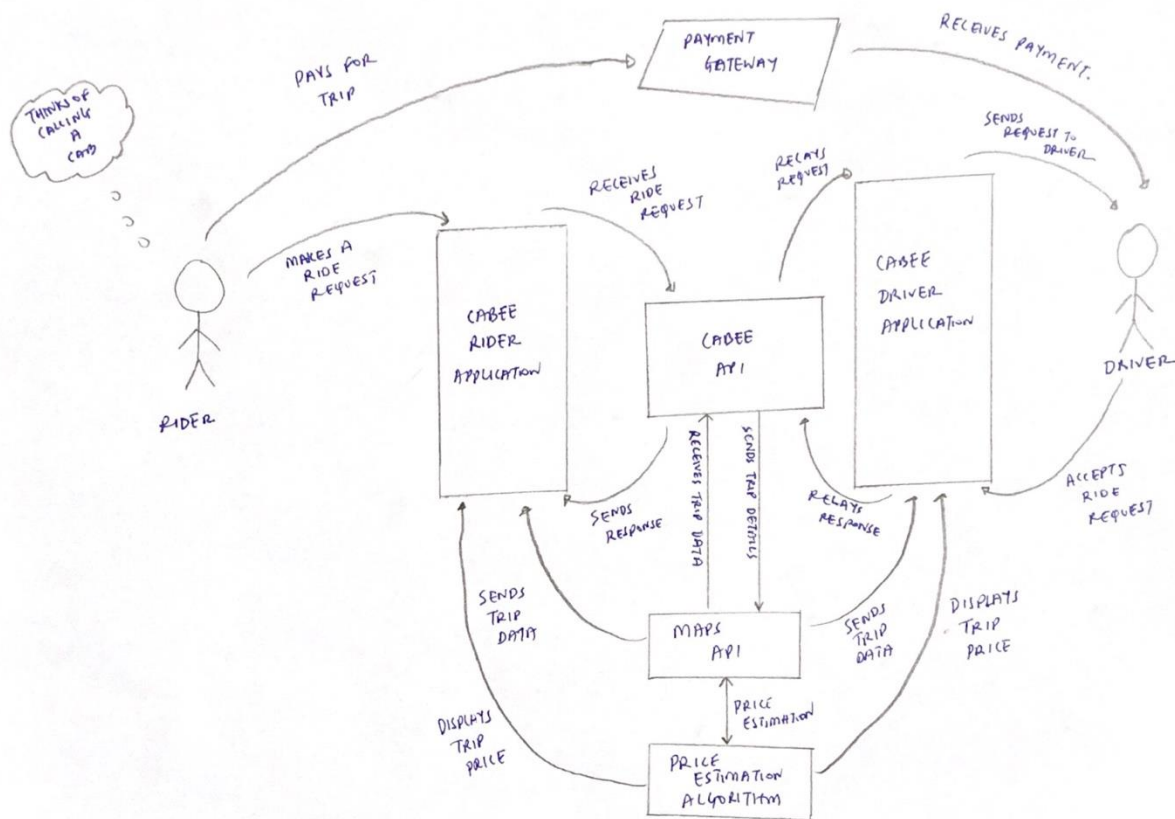 PAYMENT
GATEWAY
RECEIVES PAYMENT.
PAYS FOR
TRIP
THINKS OF
CALLING
A
CAB
SENDS
REQUEST TO
DRIVER
RELAYS
REQUEST
RECEIVES
RIDE
REQUEST
MAKES A
RIDE
REQUEST
CABEE
RIDER
APPLICATION
CABEE
API
CABEE
DRIVER
APPLICATION
DRIVER
RIDER
SENDS
RESPONSE
RECEIVES TRIP DATA
SENDS TRIP DETAILS
RELAYS
RESPONSE
ACCEPTS
RIDE
REQUEST
SENDS
TRIP
DATA
MAPS
API
SENDS
TRIP
DATA
DISPLAYS
TRIP
PRICE
PRICE
ESTIMATION
DISPLAYS
TRIP
PRICE
PRICE
ESTIMATION
ALGORITHM